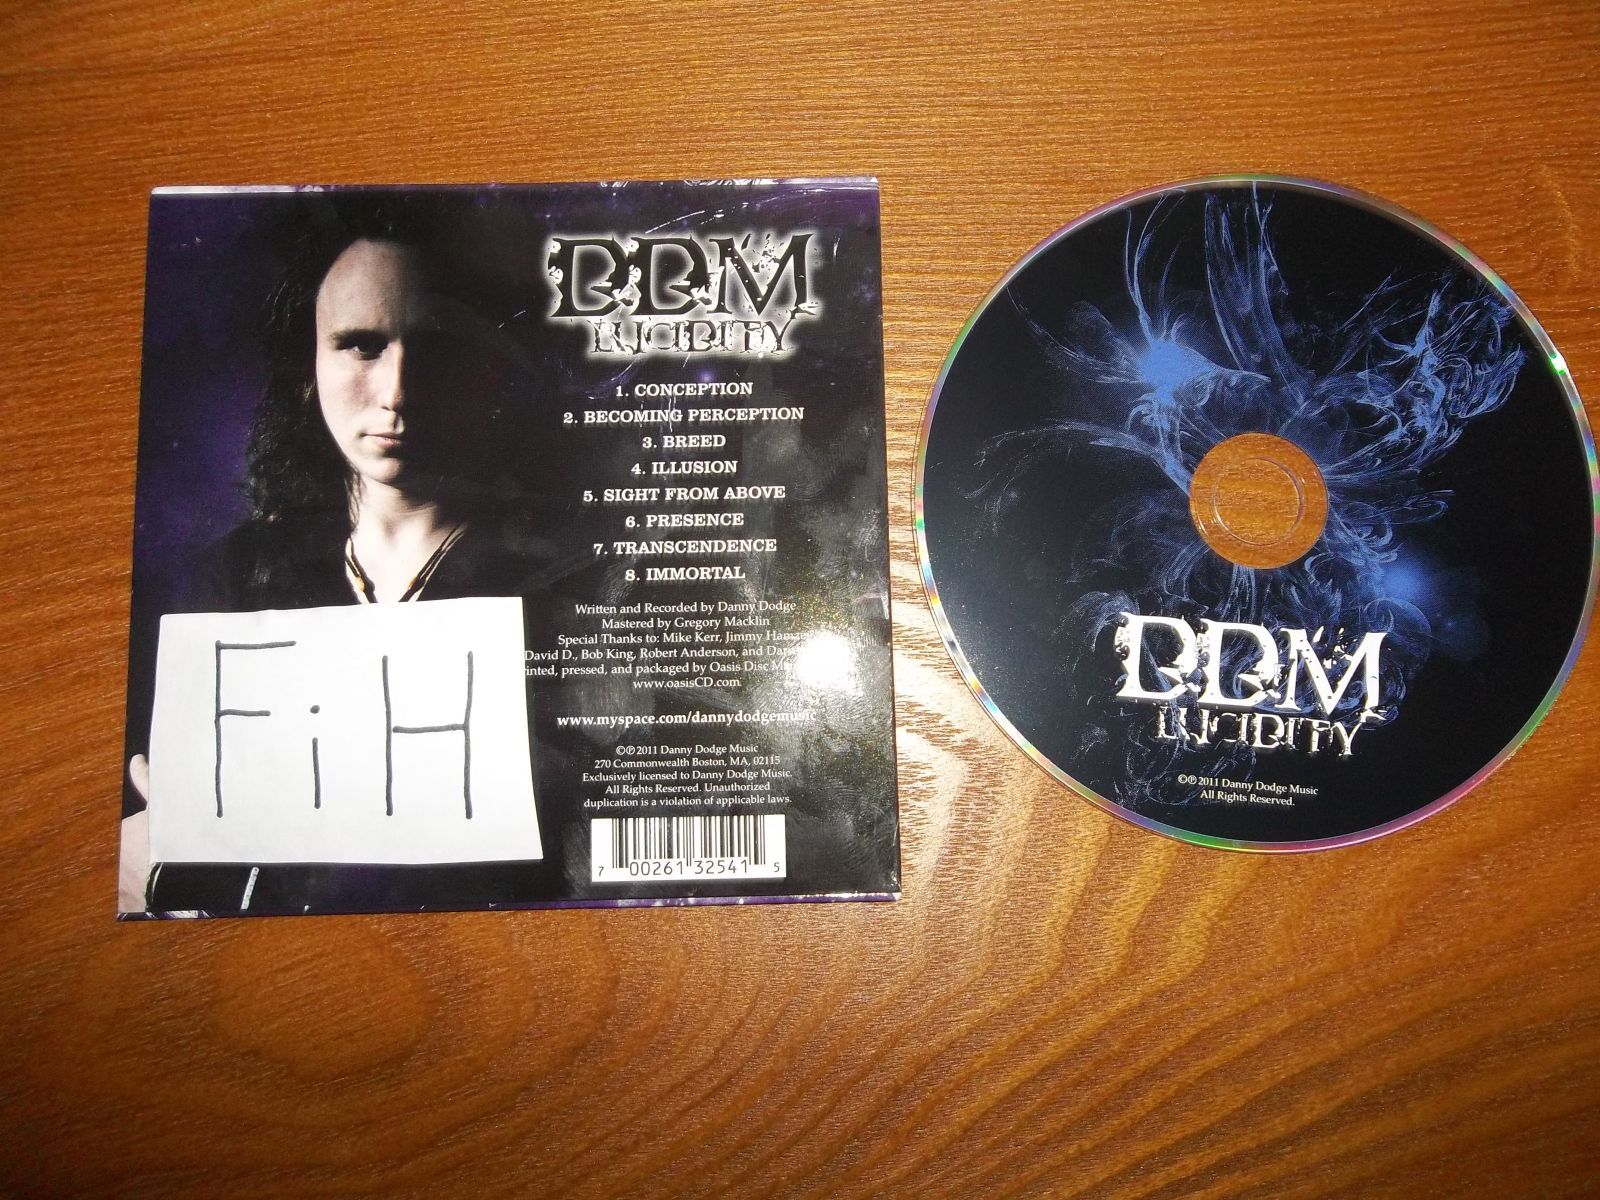 DDM
LUCIDITY
1. CONCEPTION
2. BECOMING PERCEPTION
3. BREED
4. ILLUSION
5. SIGHT FROM ABOVE
6. PRESENCE
7. TRANSCENDENCE
8. IMMORTAL
Written and Recorded by Danny Dodge
Mastered by Gregory Macklin
Special Thanks to: Mike Kerr, Jimmy
David D., Bob King, Robert Anderson, and
pressed, and packaged by Oasis Disc
www.oasisCD.com
www.myspace.com/dannydodgemusic
©℗2011 Danny Dodge Music
270 Commonwealth Boston, MA, 02115
Exclusively licensed to Danny Dodge Music.
All Rights Reserved. Unauthorized
duplication is a violation of applicable laws.
7 00261 32541 5
FiH
DDM
LUCIDITY
©℗2011 Danny Dodge Music
All Rights Reserved.